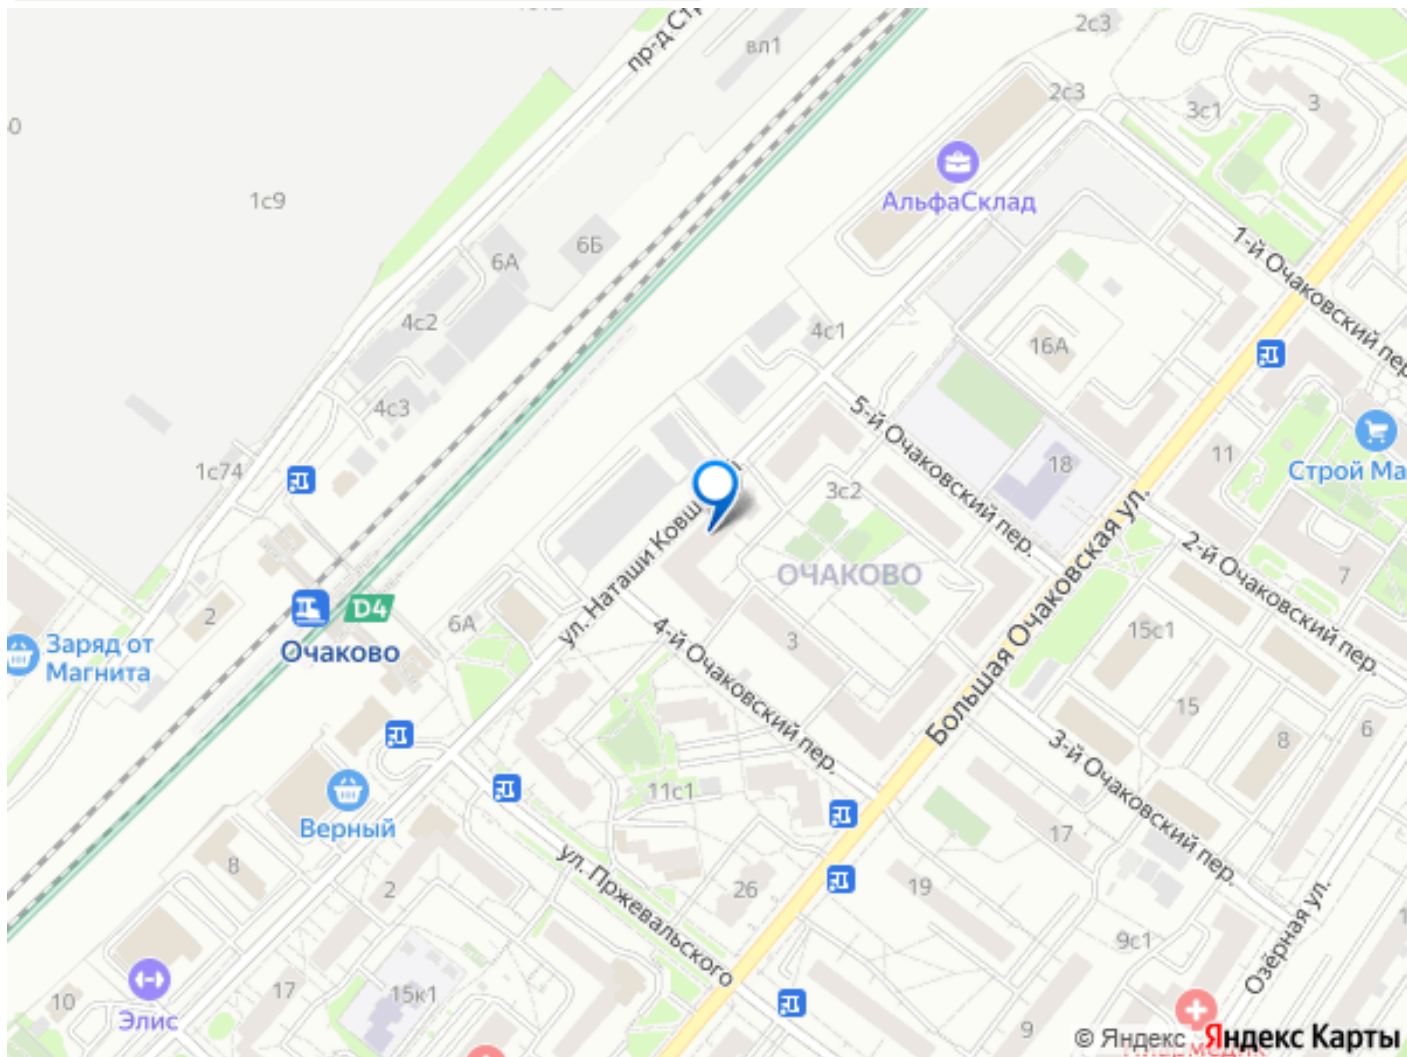 вл1
2с3
2с3
3с1
3
АльфаСклад
1с9
6Б
6А
4с2
4с3
4с1
16А
1-й Очаковский пер.
1с74
5-й Очаковский пер.
18
11
Строй Ма
3с2
ул. Наташи Ковш
ОЧАКОВО
2-й Очаковский пер.
7
D4
Очаково
2
6А
Заряд от
Магнита
4-й Очаковский пер.
3
Большая Очаковская ул.
15с1
15
6
8
3-й Очаковский пер.
11с1
Верный
17
8
2
ул. Пржевальского
26
19
9с1
Озёрная ул.
10
Элис
17
15к1
9
© Яндекс Яндекс Карты